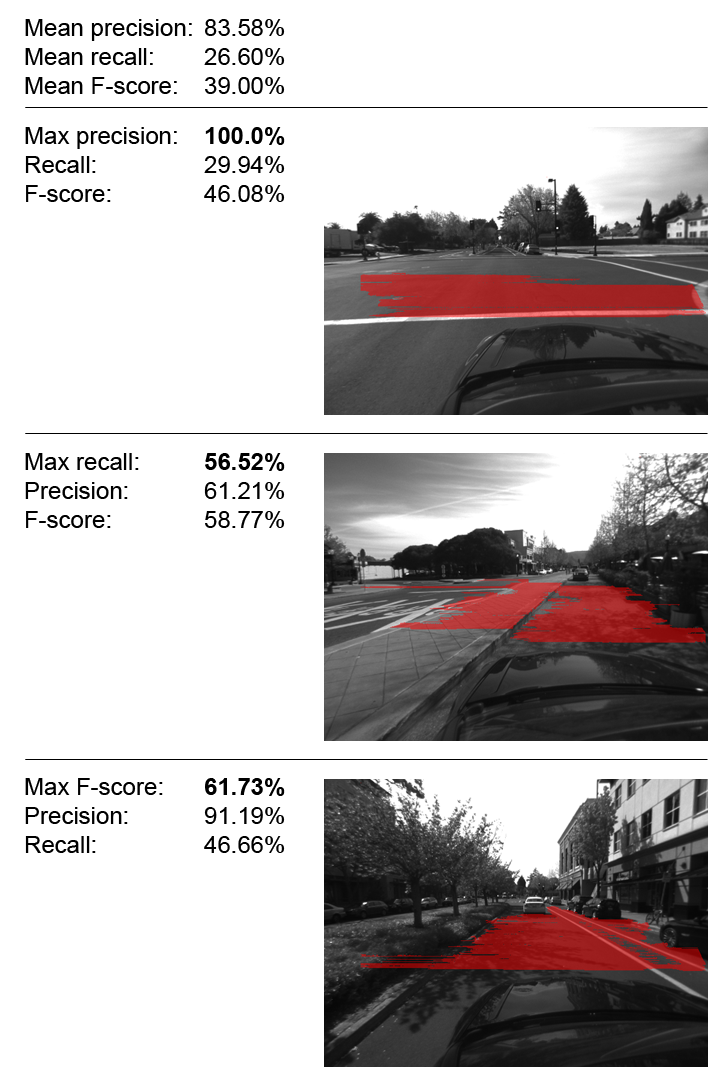 Mean precision: 83.58%
Mean recall: 26.60%
Mean F-score: 39.00%
Max precision: 100.0%
Recall: 29.94%
F-score: 46.08%
Max recall: 56.52%
Precision: 61.21%
F-score: 58.77%
Max F-score: 61.73%
Precision: 91.19%
Recall: 46.66%